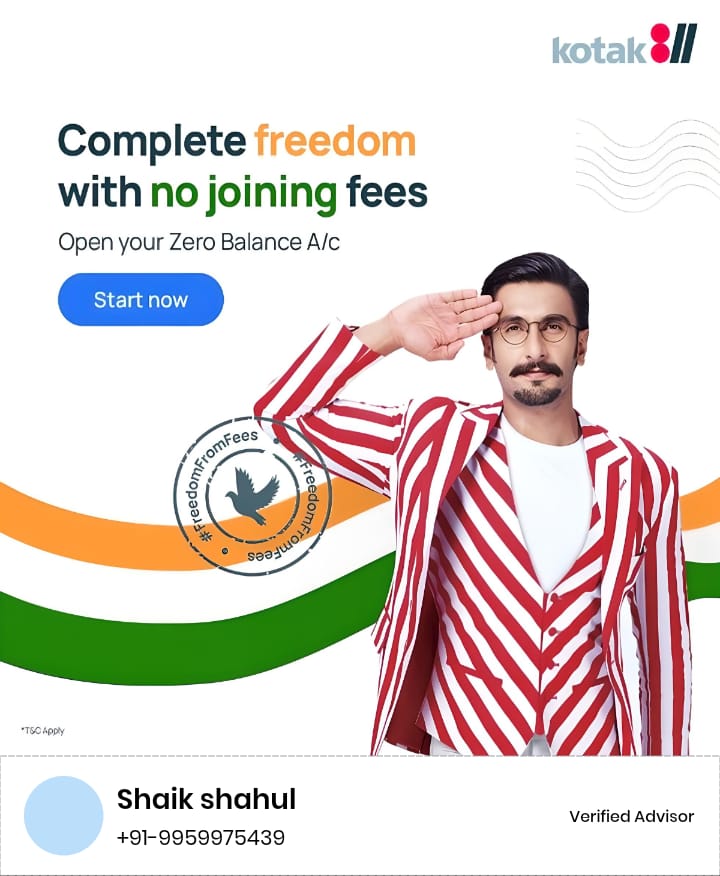 kotak811
Complete freedom
with no joining fees
Open your Zero Balance A/c
Start now
#FreedomFromFees
#FreedomFromFees
*T&C Apply
Shaik shahul
+91-9959975439
Verified Advisor